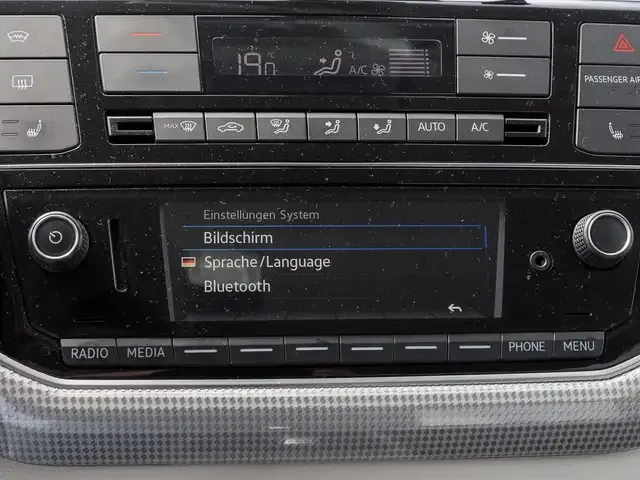 19.0
A/C
PASSENGER AIR
MAX
AUTO
A/C
Einstellungen System
Bildschirm
Sprache/Language
Bluetooth
RADIO
MEDIA
PHONE
MENU